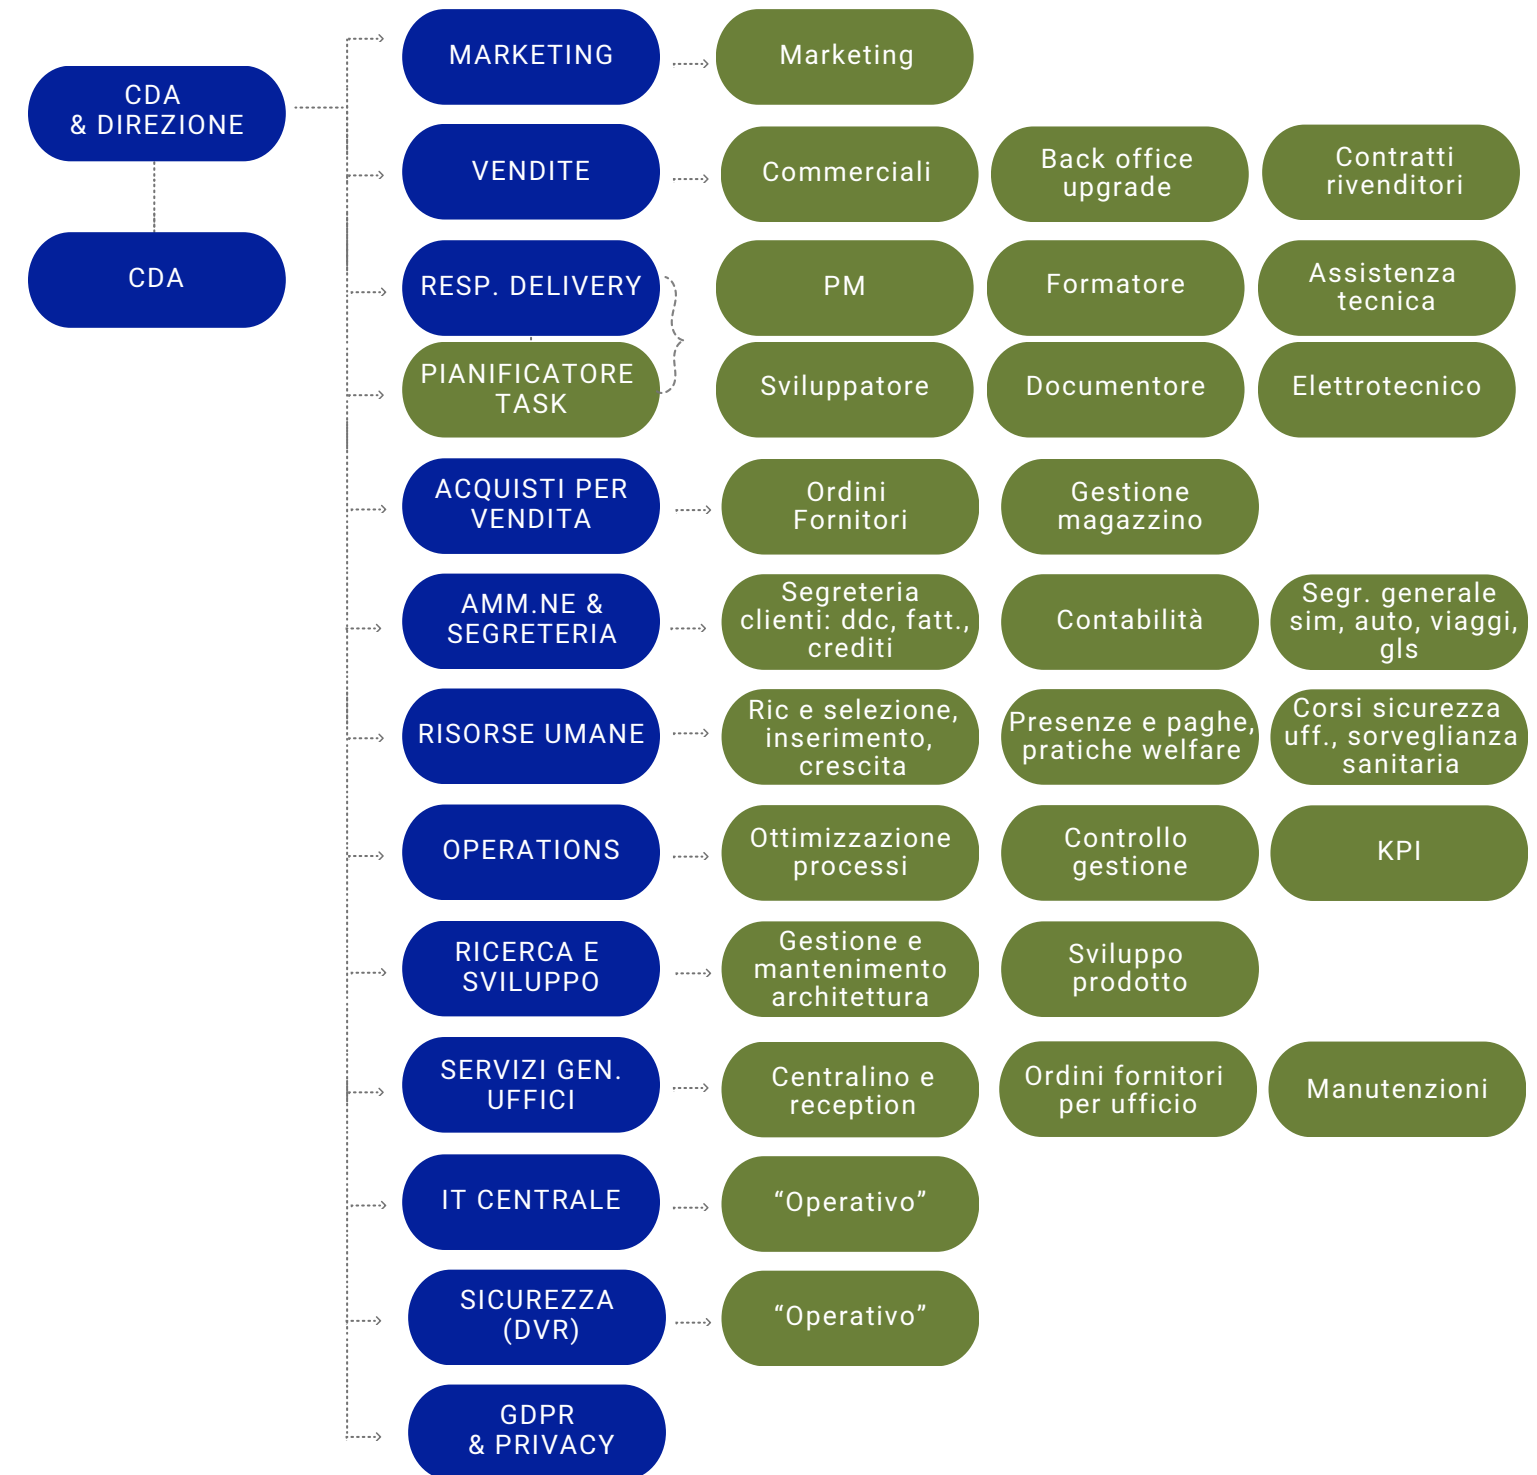 CDA
& DIREZIONE
CDA
MARKETING
Marketing
VENDITE
Commerciali
Back office
upgrade
Contratti
rivenditori
RESP. DELIVERY
PM
Formatore
Assistenza
tecnica
PIANIFICATORE
TASK
Sviluppatore
Documentore
Elettrotecnico
ACQUISTI PER
VENDITA
Ordini
Fornitori
Gestione
magazzino
AMM.NE &
SEGRETERIA
Segreteria
clienti: ddc, fatt.,
crediti
Contabilità
Segr. generale
sim, auto, viaggi,
gls
RISORSE UMANE
Ric e selezione,
inserimento,
crescita
Presenze e paghe,
pratiche welfare
Corsi sicurezza
uff., sorveglianza
sanitaria
OPERATIONS
Ottimizzazione
processi
Controllo
gestione
KPI
RICERCA E
SVILUPPO
Gestione e
mantenimento
architettura
Sviluppo
prodotto
SERVIZI GEN.
UFFICI
Centralino e
reception
Ordini fornitori
per ufficio
Manutenzioni
IT CENTRALE
“Operativo”
SICUREZZA
(DVR)
“Operativo”
GDPR
& PRIVACY